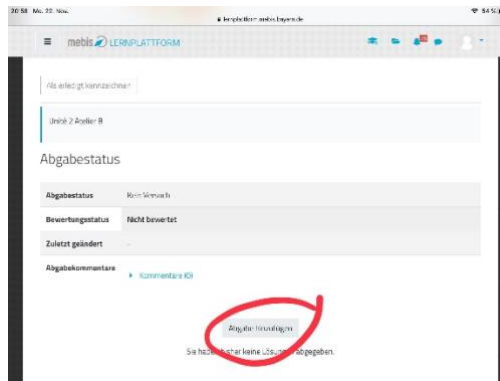 20:58 Mo. 22. Nov.
lernplattform.mebis.bayern.de
54 %
mebis LERNPLATTFORM
Als erledigt kennzeichnen
Unité 2 Atelier B
Abgabestatus
Abgabestatus Kein Versuch
Bewertungsstatus Nicht bewertet
Zuletzt geändert -
Abgabekommentare Kommentare (0)
Abgabe hinzufügen
Sie haben bisher keine Lösung abgegeben.